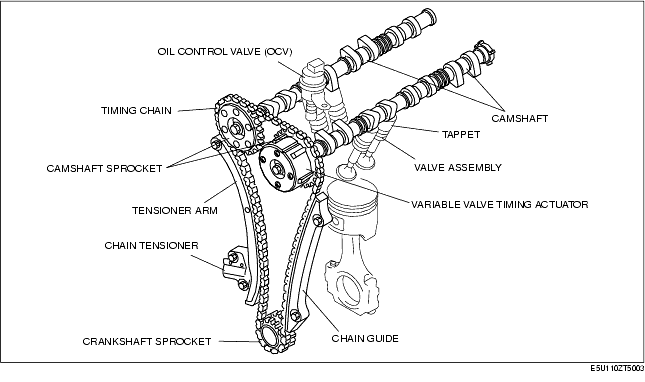 OIL CONTROL VALVE (OCV)
TIMING CHAIN
CAMSHAFT
TAPPET
CAMSHAFT SPROCKET
VALVE ASSEMBLY
VARIABLE VALVE TIMING ACTUATOR
TENSIONER ARM
CHAIN TENSIONER
CRANKSHAFT SPROCKET
CHAIN GUIDE
E5U110ZT5003